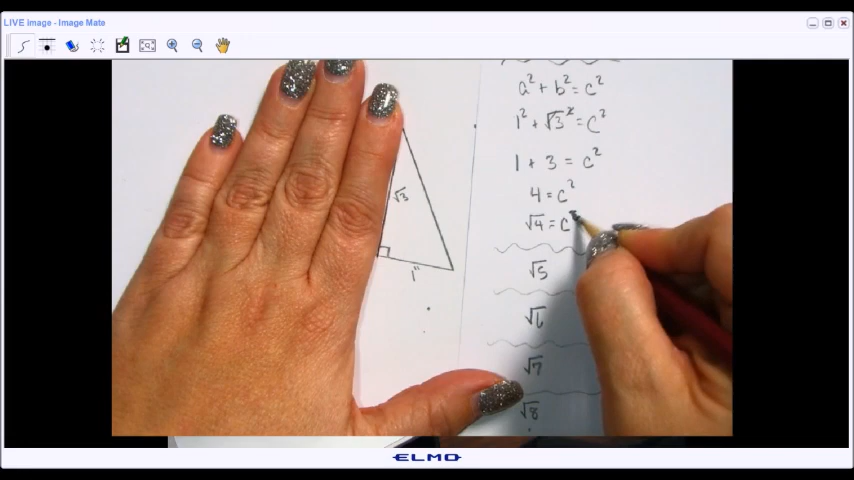 LIVE image - Image Mate
a² + b² = c²
1² + √3² = c²
1 + 3 = c²
4 = c²
√4 = c
√3
1"
√5
√6
√7
√8
ELMO